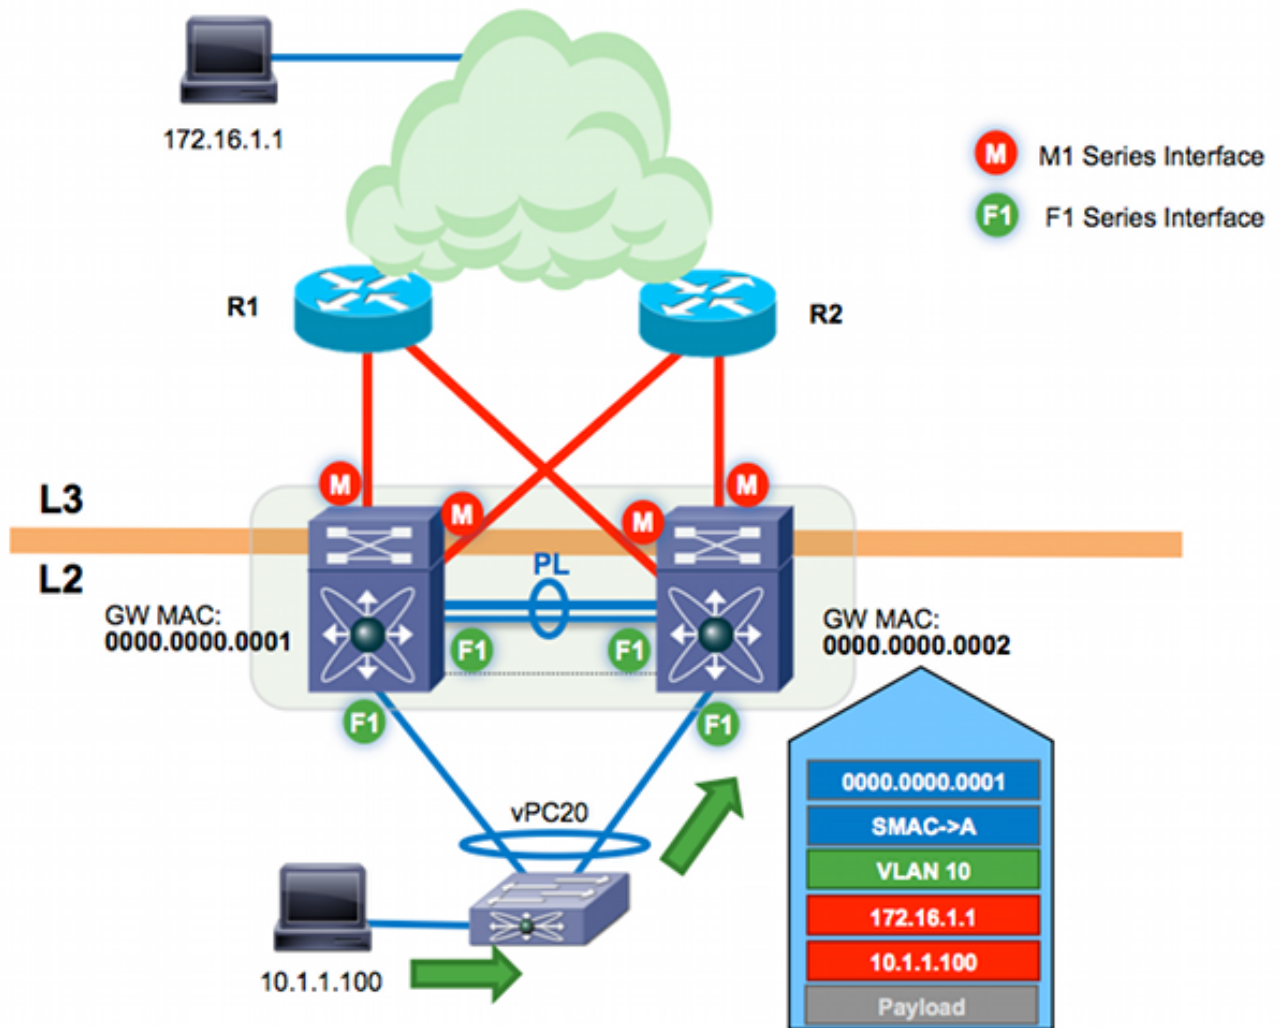 172.16.1.1
M M1 Series Interface
F1 F1 Series Interface
R1
R2
M
M
M
M
L3
L2
PL
GW MAC:
0000.0000.0001
GW MAC:
0000.0000.0002
F1
F1
F1
F1
vPC20
10.1.1.100
0000.0000.0001
SMAC->A
VLAN 10
172.16.1.1
10.1.1.100
Payload